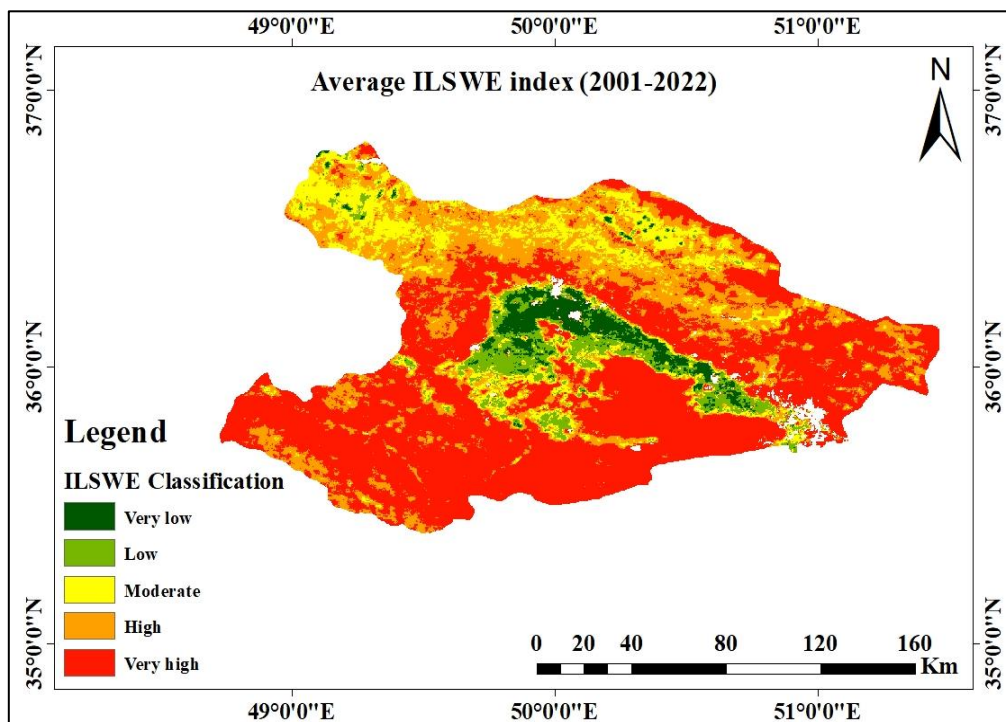 49°0'0"E 50°0'0"E 51°0'0"E
Average ILSWE index (2001-2022)
N
37°0'0"N 37°0'0"N
36°0'0"N 36°0'0"N
35°0'0"N 35°0'0"N
Legend
ILSWE Classification
Very low
Low
Moderate
High
Very high
0 20 40 80 120 160
Km
49°0'0"E 50°0'0"E 51°0'0"E